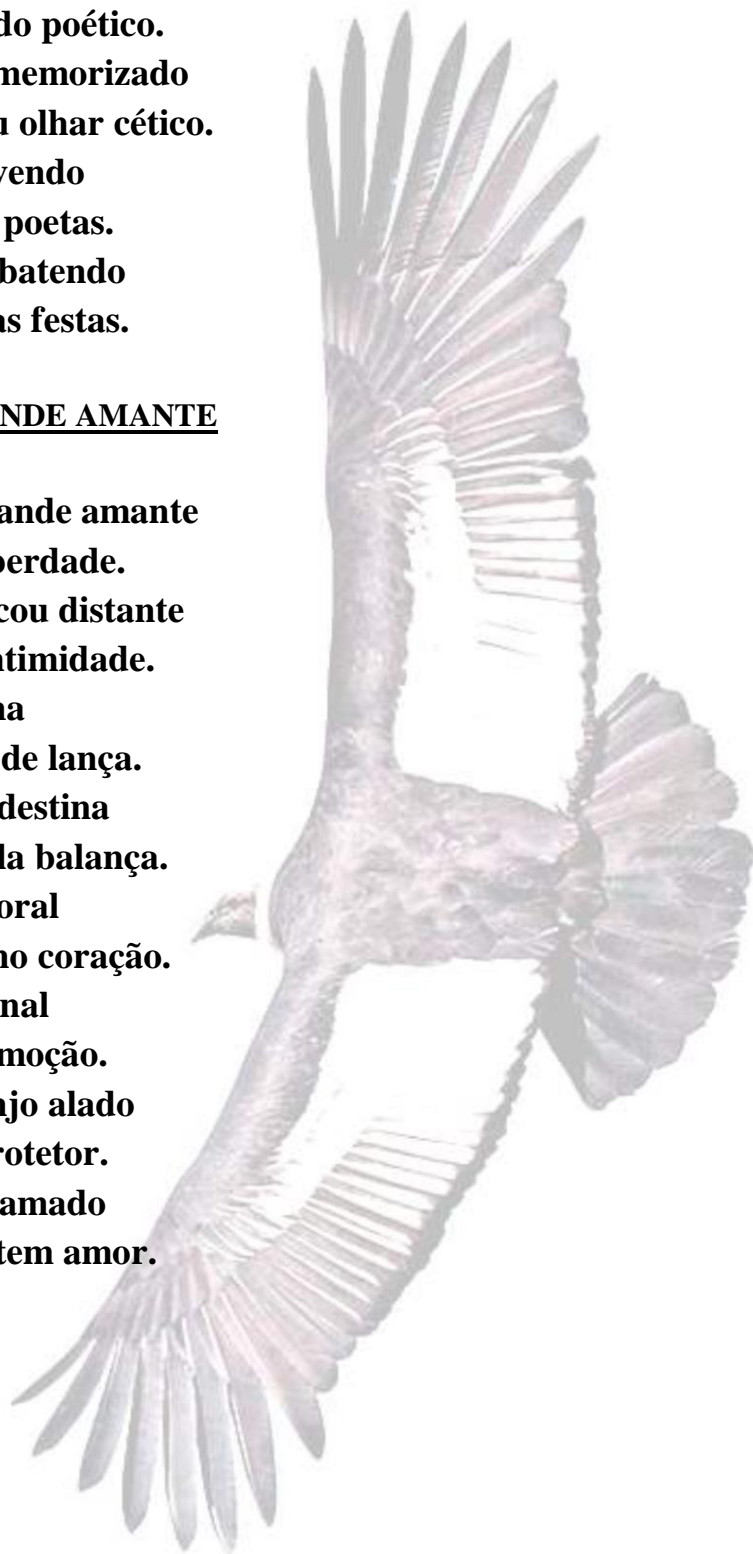 do poético.
memorizado
u olhar cético.
vendo
poetas.
batendo
as festas.
NDE AMANTE
ande amante
berdade.
cou distante
ntimidade.
na
de lança.
destina
da balança.
oral
no coração.
nal
moção.
njo alado
rotetor.
amado
tem amor.